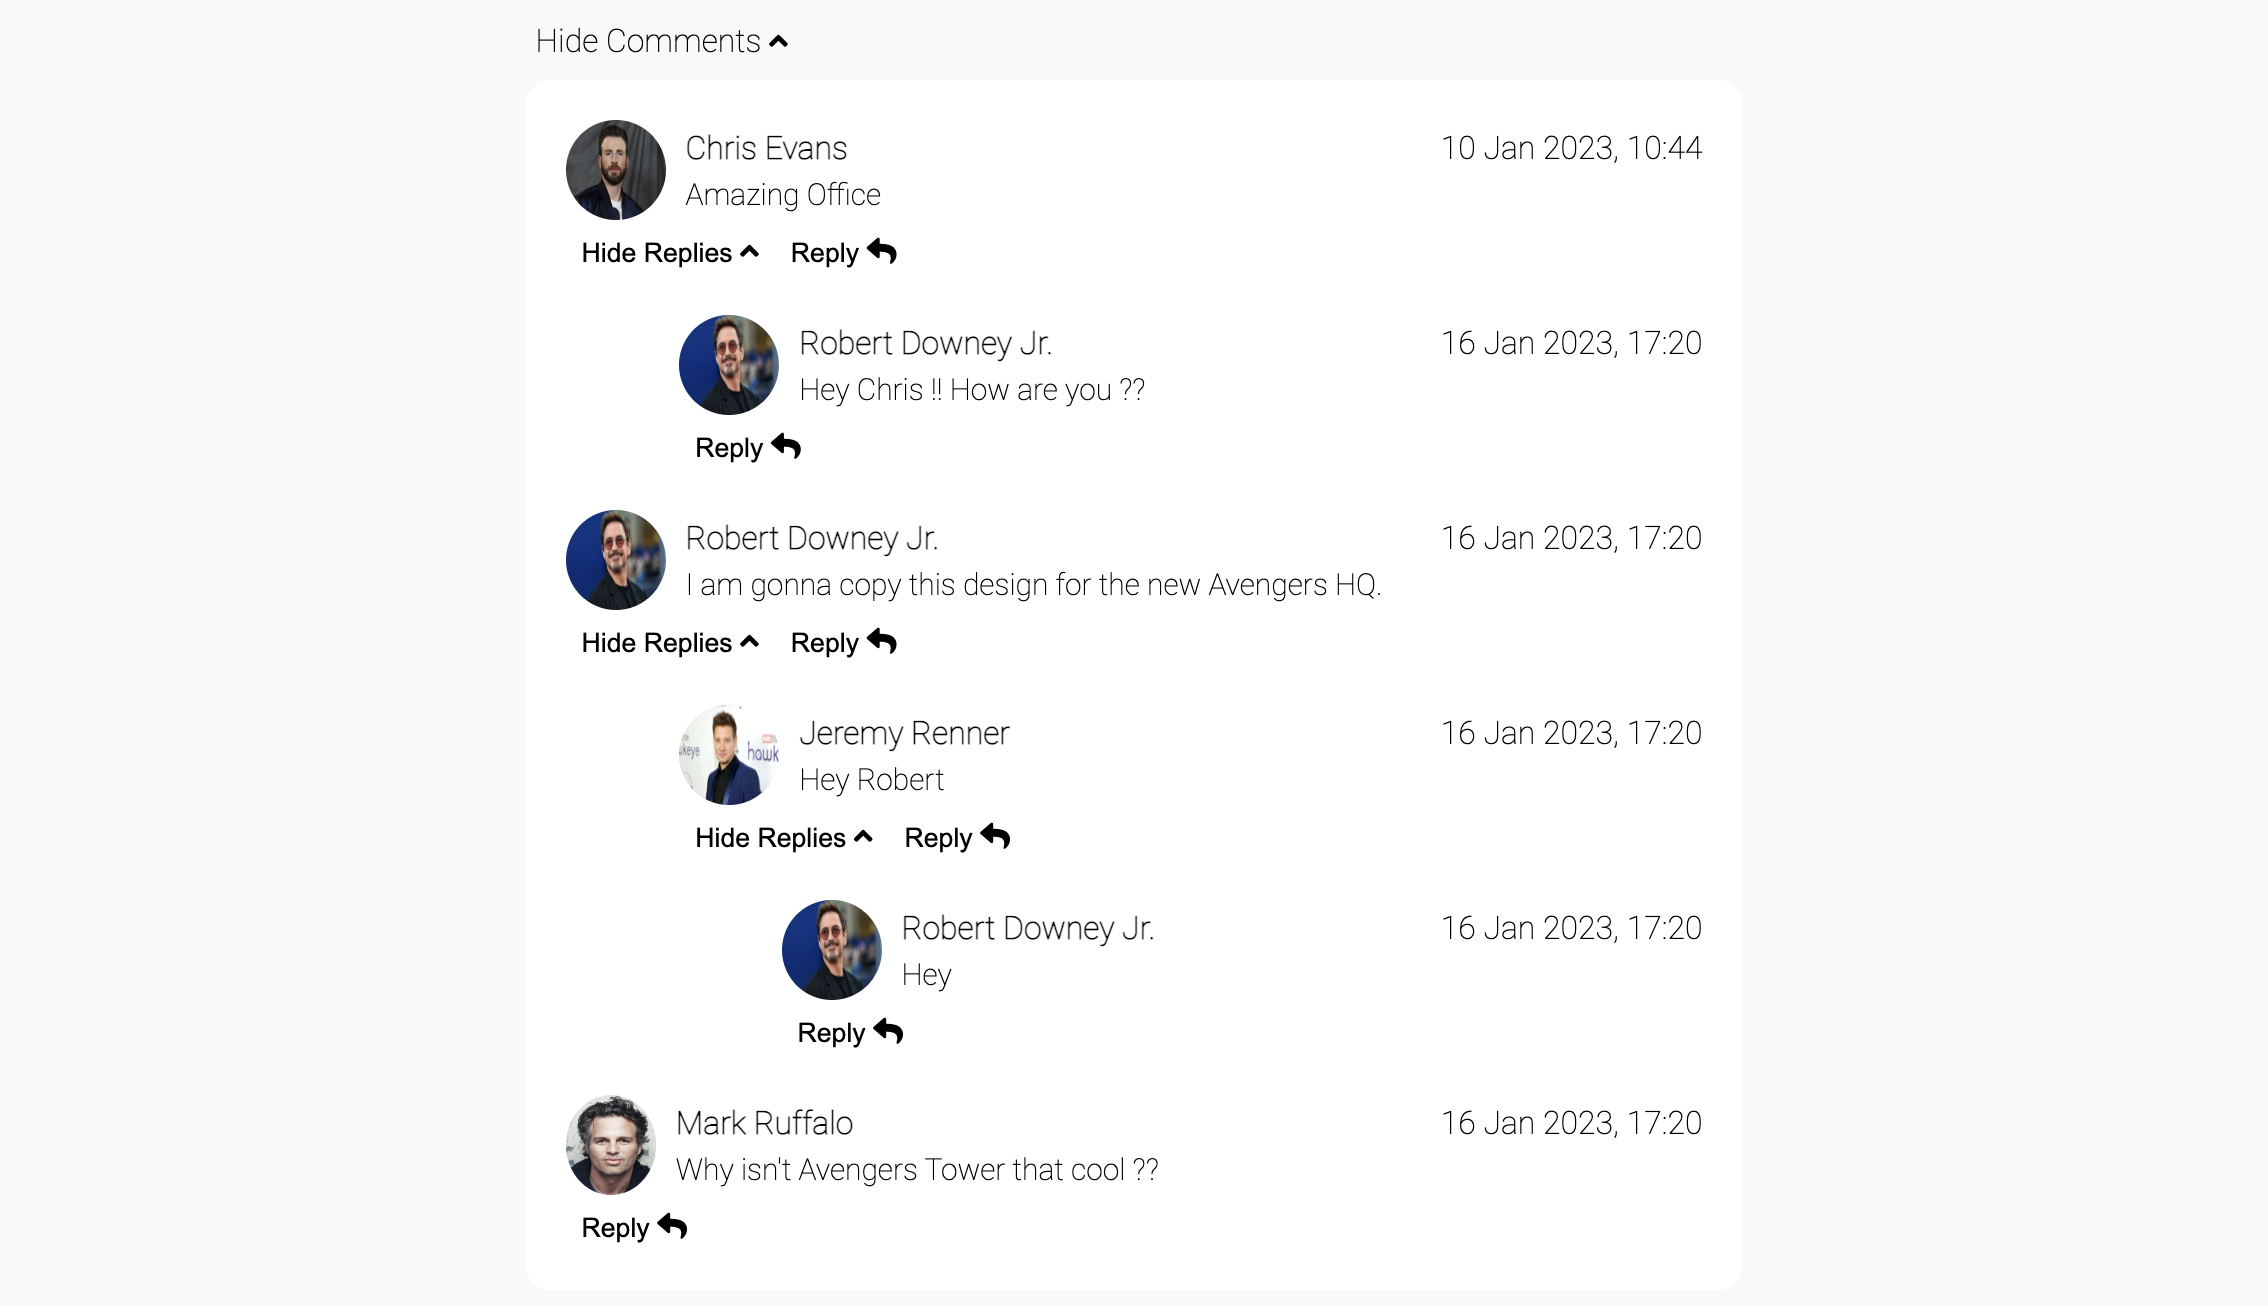 Hide Comments
Chris Evans 10 Jan 2023, 10:44
Amazing Office
Hide Replies Reply
Robert Downey Jr. 16 Jan 2023, 17:20
Hey Chris !! How are you ??
Reply
Robert Downey Jr. 16 Jan 2023, 17:20
I am gonna copy this design for the new Avengers HQ.
Hide Replies Reply
Jeremy Renner 16 Jan 2023, 17:20
ukeye hawk
Hey Robert
Hide Replies Reply
Robert Downey Jr. 16 Jan 2023, 17:20
Hey
Reply
Mark Ruffalo 16 Jan 2023, 17:20
Why isn't Avengers Tower that cool ??
Reply